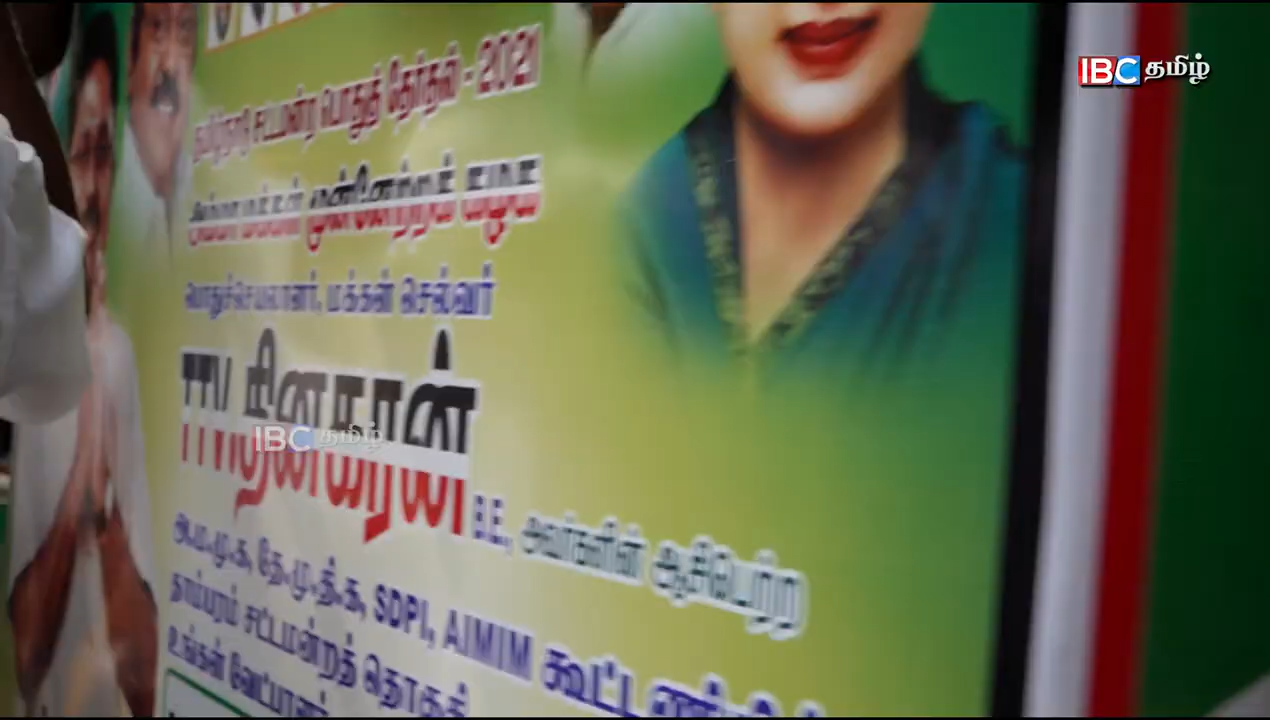 IBC தமிழ்
தமிழ்நாடு சட்டமன்ற பொதுத் தேர்தல் - 2021
அம்மா மக்கள் முன்னேற்றக் கழக
பொதுச்செயலாளர், மக்கள் செல்வர்
TTV தினகரன் B.E, அவர்களின் ஆசிபெற்ற
IBC தமிழ்
அ.ம.மு.க, தே.மு.தி.க, SDPI, AIMIM
தாம்பரம் சட்டமன்றத் தொகுதி
உங்கள் வேட்பாளர்